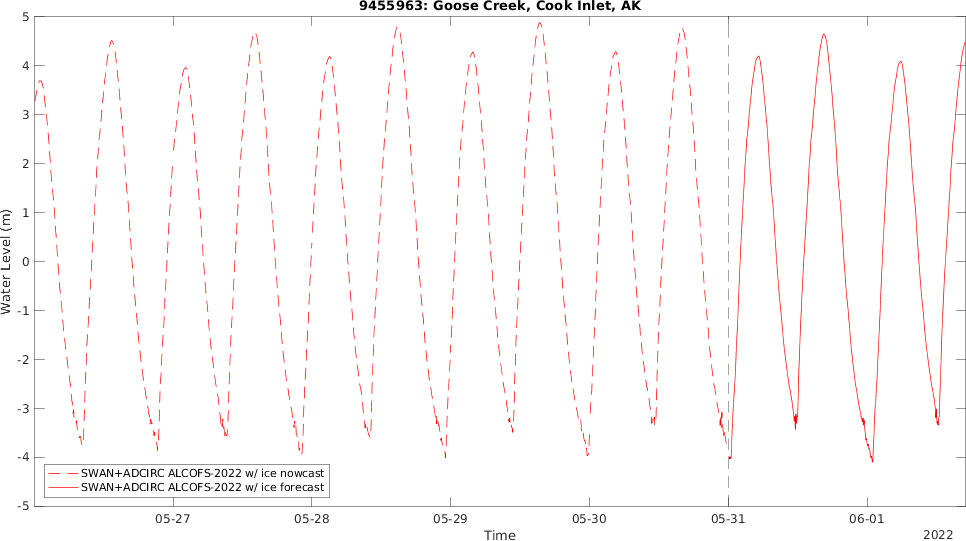 9455963: Goose Creek, Cook Inlet, AK
5
4
3
2
1
0
-1
-2
-3
-4
-5
Water Level (m)
SWAN+ADCIRC ALCOFS-2022 w/ ice nowcast
SWAN+ADCIRC ALCOFS-2022 w/ ice forecast
05-27 05-28 05-29 05-30 05-31 06-01
Time
2022